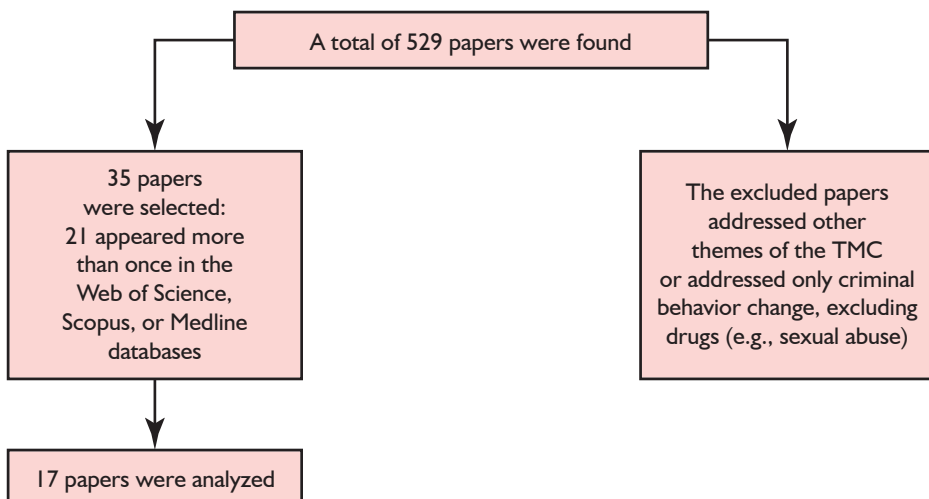 A total of 529 papers were found
35 papers
were selected:
21 appeared more
than once in the
Web of Science,
Scopus, or Medline
databases
The excluded papers
addressed other
themes of the TMC
or addressed only criminal
behavior change, excluding
drugs (e.g., sexual abuse)
17 papers were analyzed